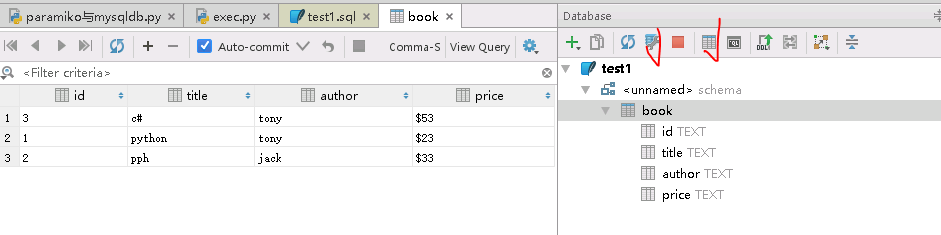 paramiko与mysqldb.py
exec.py
test1.sql
book
Auto-commit
Comma-S
View Query
<Filter criteria>
id title author price
1 3 c# tony $53
2 1 python tony $23
3 2 pph jack $33
Database
DDL
test1
<unnamed> schema
book
id TEXT
title TEXT
author TEXT
price TEXT